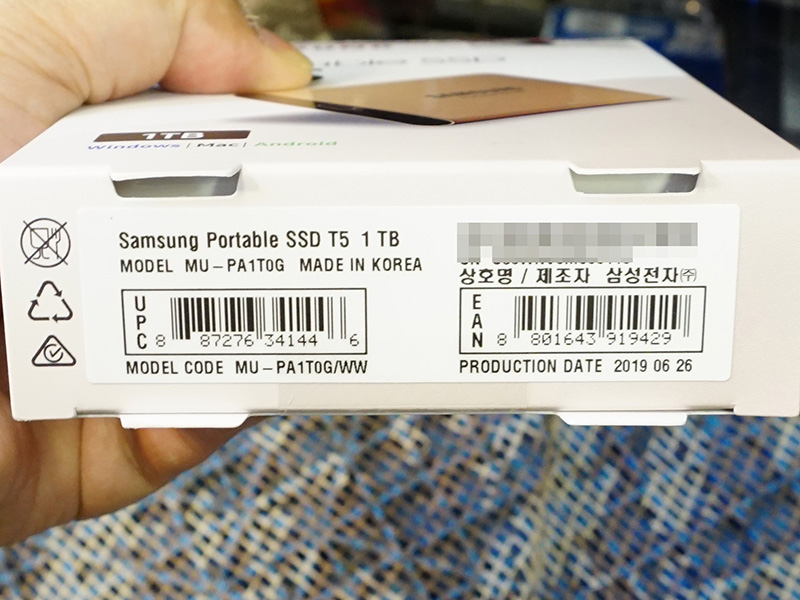 SSD
1TB
Windows | Mac | Android
Samsung Portable SSD T5 1 TB
MODEL MU-PA1T0G MADE IN KOREA
상호명 / 제조자 삼성전자㈜
UPC
8 87276 34144 6
EAN
8 801643 919429
MODEL CODE MU-PA1T0G/WW
PRODUCTION DATE 2019 06 26